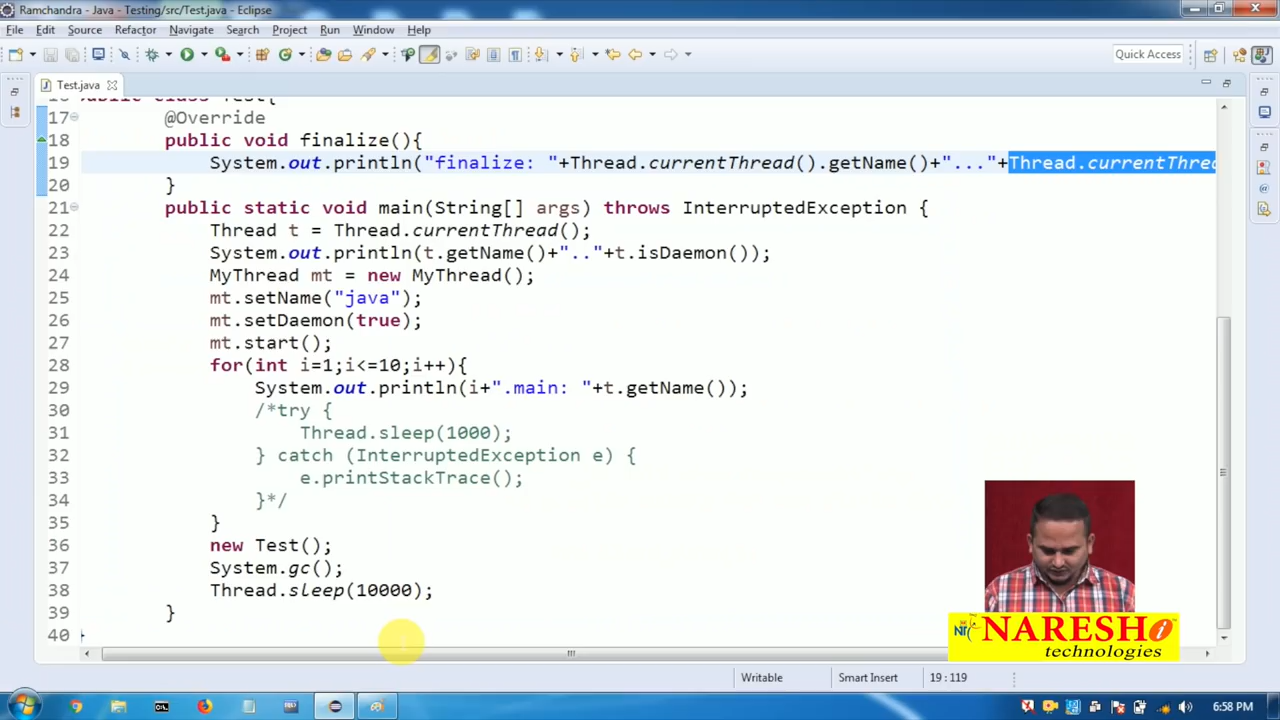 Ramchandra - Java - Testing/src/Test.java - Eclipse
File Edit Source Refactor Navigate Search Project Run Window Help
Quick Access
Test.java
17 @Override
18 public void finalize(){
19 System.out.println("finalize: "+Thread.currentThread().getName()+"..."+Thread.currentThread
20 }
21 public static void main(String[] args) throws InterruptedException {
22 Thread t = Thread.currentThread();
23 System.out.println(t.getName()+".."+t.isDaemon());
24 MyThread mt = new MyThread();
25 mt.setName("java");
26 mt.setDaemon(true);
27 mt.start();
28 for(int i=1;i<=10;i++){
29 System.out.println(i+".main: "+t.getName());
30 /*try {
31 Thread.sleep(1000);
32 } catch (InterruptedException e) {
33 e.printStackTrace();
34 }*/
35 }
36 new Test();
37 System.gc();
38 Thread.sleep(10000);
39 }
40 }
NARESH i
technologies
Writable Smart Insert 19 : 119
6:58 PM